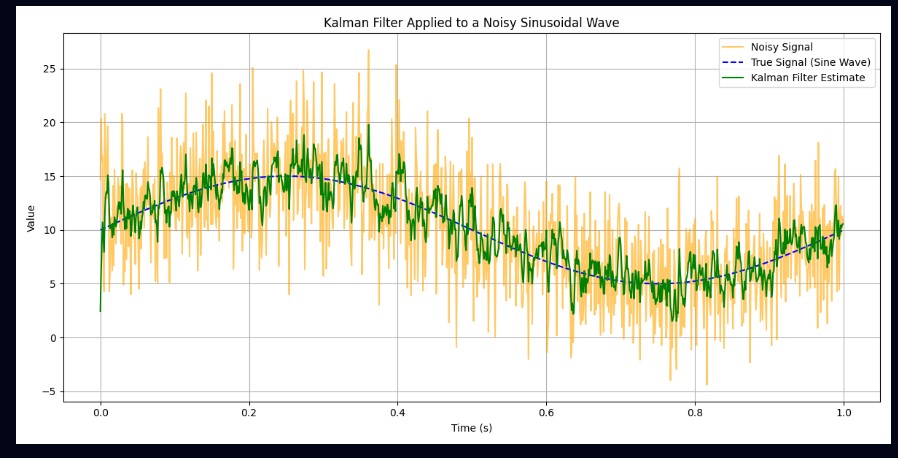 Kalman Filter Applied to a Noisy Sinusoidal Wave
Noisy Signal
True Signal (Sine Wave)
Kalman Filter Estimate
25
20
15
10
5
0
−5
Value
0.0 0.2 0.4 0.6 0.8 1.0
Time (s)